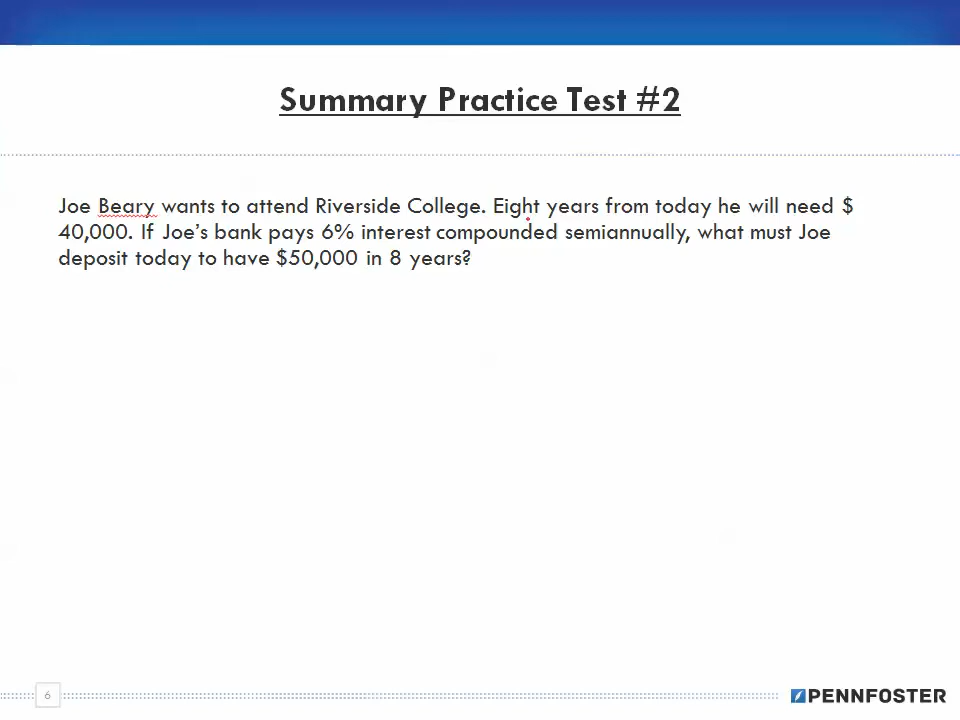 Summary Practice Test #2
Joe Beary wants to attend Riverside College. Eight years from today he will need $
40,000. If Joe's bank pays 6% interest compounded semiannually, what must Joe
deposit today to have $50,000 in 8 years?
6
PENNFOSTER